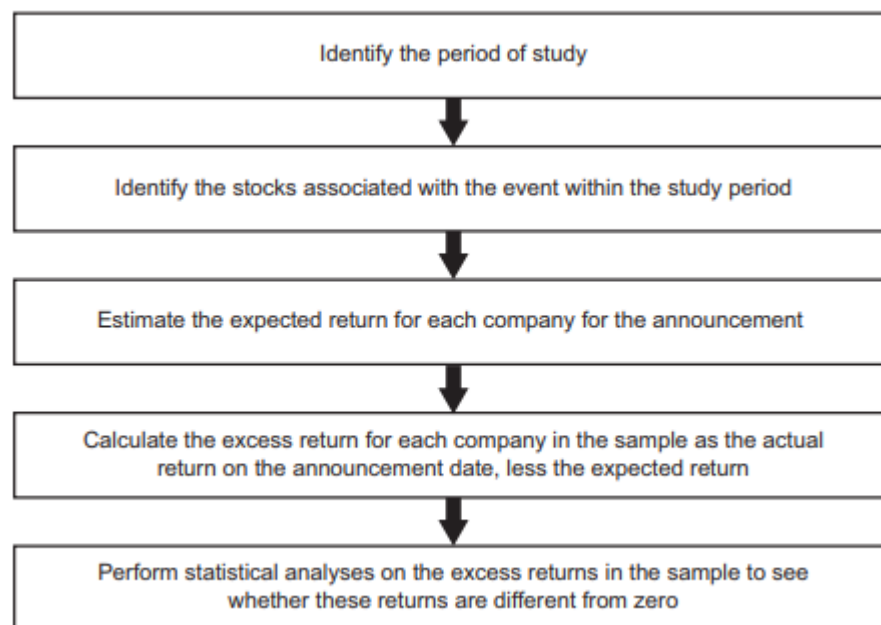 Identify the period of study
Identify the stocks associated with the event within the study period
Estimate the expected return for each company for the announcement
Calculate the excess return for each company in the sample as the actual
return on the announcement date, less the expected return
Perform statistical analyses on the excess returns in the sample to see
whether these returns are different from zero